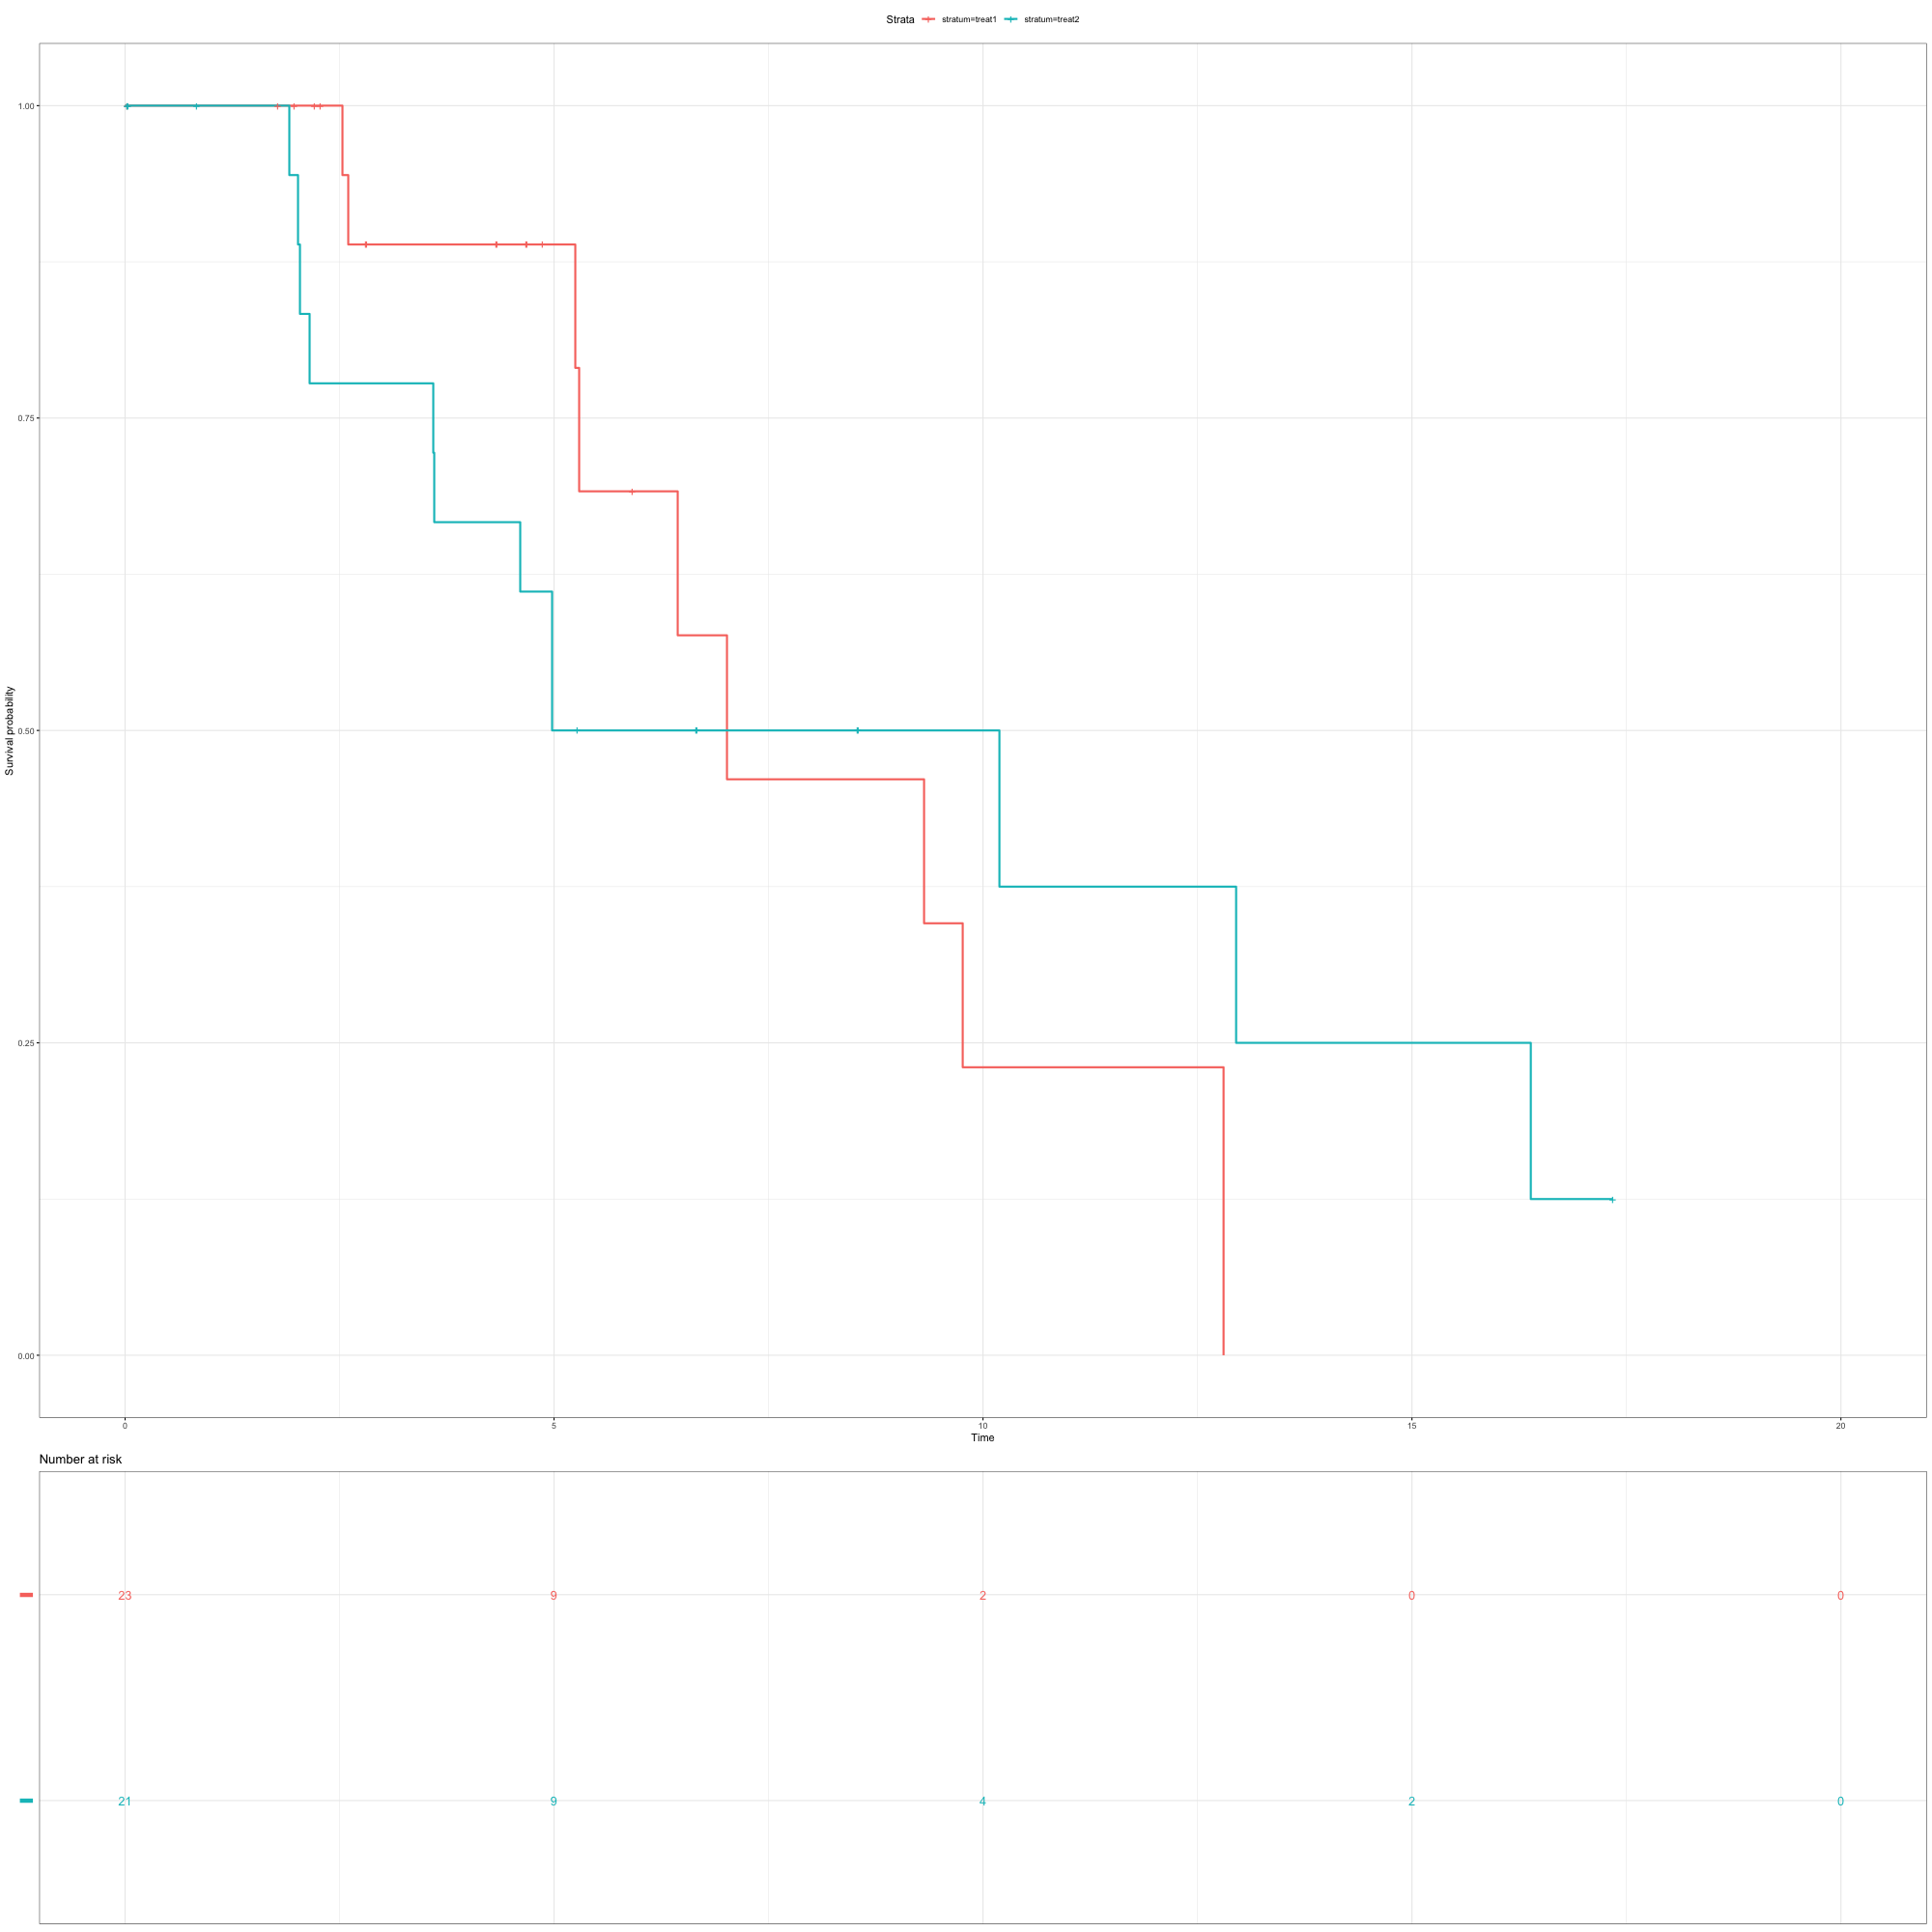 Strata stratum=treat1 stratum=treat2
1.00
0.75
0.50
0.25
0.00
Survival probability
0 5 10 15 20
Time
Number at risk
23 9 2 0 0
21 9 4 2 0